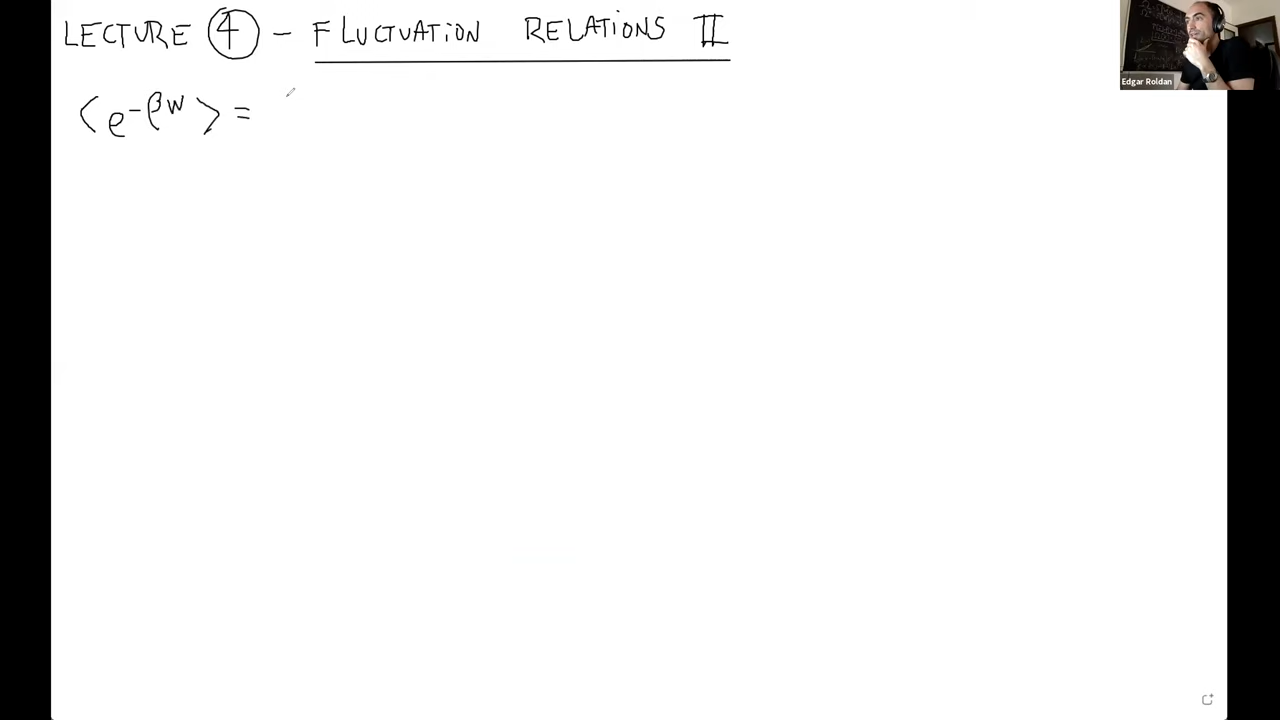 LECTURE 4 - FLUCTUATION RELATIONS II
⟨e^{-βW}⟩ =
Edgar Roldan